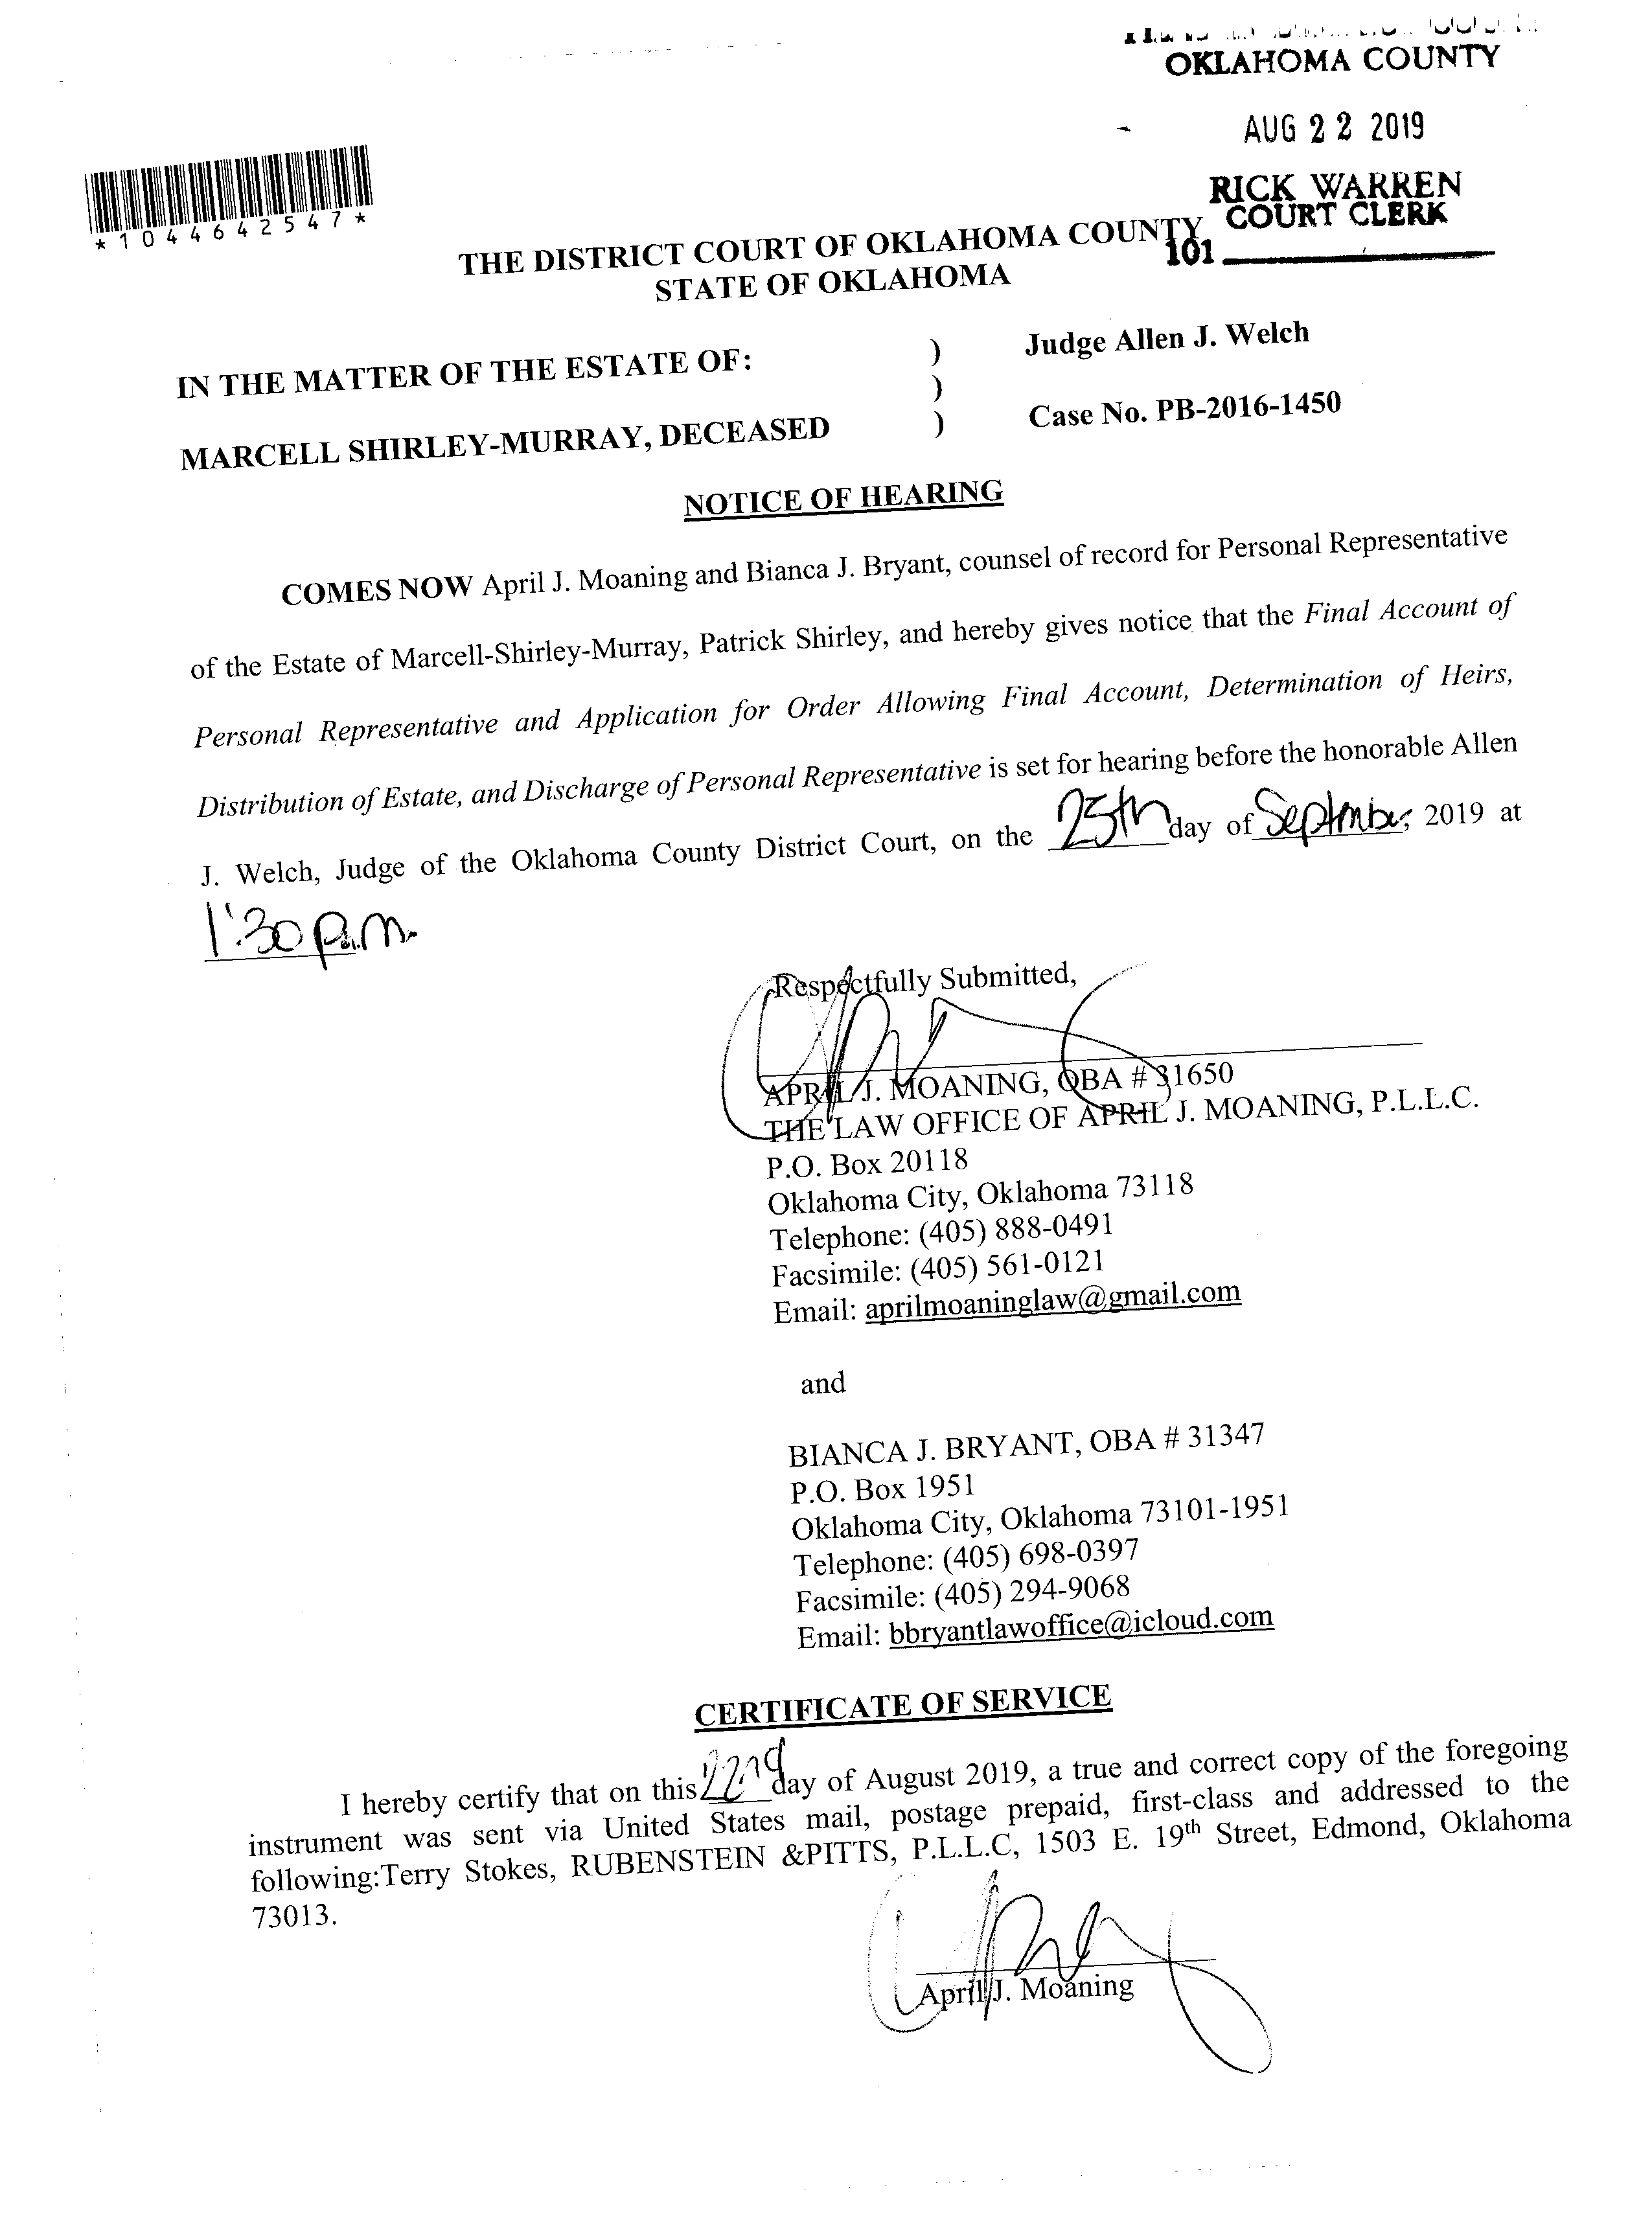 OKLAHOMA COUNTY
AUG 22 2019
RICK WARREN
COURT CLERK
101
*1044642547*
THE DISTRICT COURT OF OKLAHOMA COUNTY
STATE OF OKLAHOMA
IN THE MATTER OF THE ESTATE OF: ) Judge Allen J. Welch
)
MARCELL SHIRLEY-MURRAY, DECEASED ) Case No. PB-2016-1450
NOTICE OF HEARING
COMES NOW April J. Moaning and Bianca J. Bryant, counsel of record for Personal Representative
of the Estate of Marcell-Shirley-Murray, Patrick Shirley, and hereby gives notice that the Final Account of
Personal Representative and Application for Order Allowing Final Account, Determination of Heirs,
Distribution of Estate, and Discharge of Personal Representative is set for hearing before the honorable Allen
J. Welch, Judge of the Oklahoma County District Court, on the 25th day of September, 2019 at
1:30 p.m.
Respectfully Submitted,
APRIL J. MOANING, OBA # 31650
THE LAW OFFICE OF APRIL J. MOANING, P.L.L.C.
P.O. Box 20118
Oklahoma City, Oklahoma 73118
Telephone: (405) 888-0491
Facsimile: (405) 561-0121
Email: aprilmoaninglaw@gmail.com
and
BIANCA J. BRYANT, OBA # 31347
P.O. Box 1951
Oklahoma City, Oklahoma 73101-1951
Telephone: (405) 698-0397
Facsimile: (405) 294-9068
Email: bbryantlawoffice@icloud.com
CERTIFICATE OF SERVICE
I hereby certify that on this 22nd day of August 2019, a true and correct copy of the foregoing
instrument was sent via United States mail, postage prepaid, first-class and addressed to the
following:Terry Stokes, RUBENSTEIN &PITTS, P.L.L.C, 1503 E. 19th Street, Edmond, Oklahoma
73013.
April J. Moaning